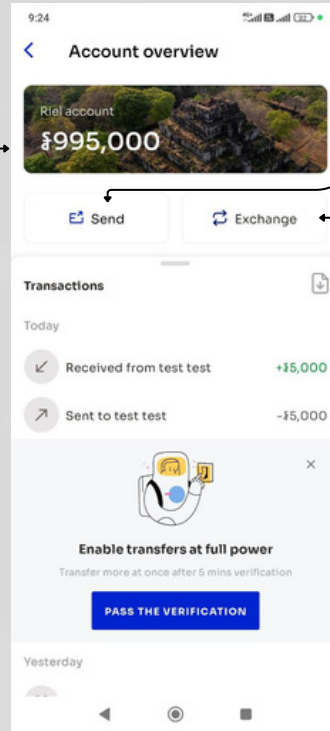 9:24
4G+ 32
Account overview
Riel account
៛995,000
Send
Exchange
Transactions
Today
Received from test test
+៛5,000
Sent to test test
-៛5,000
Enable transfers at full power
Transfer more at once after 5 mins verification
PASS THE VERIFICATION
Yesterday